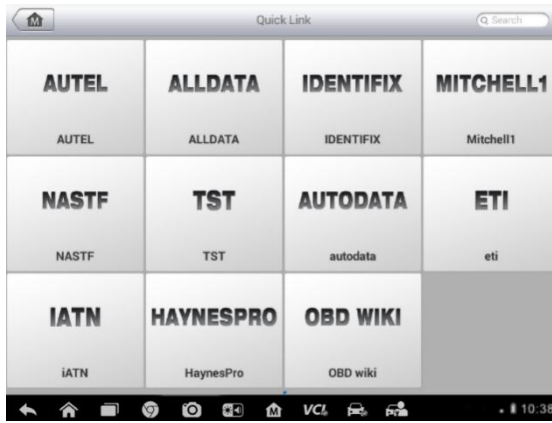 Quick Link
Search
AUTEL
ALLDATA
IDENTIFIX
MITCHELL1
AUTEL
ALLDATA
IDENTIFIX
Mitchell1
NASTF
TST
AUTODATA
ETI
NASTF
TST
autodata
eti
IATN
HAYNESPRO
OBD WIKI
iATN
HaynesPro
OBD wiki
M
VCI
10:38